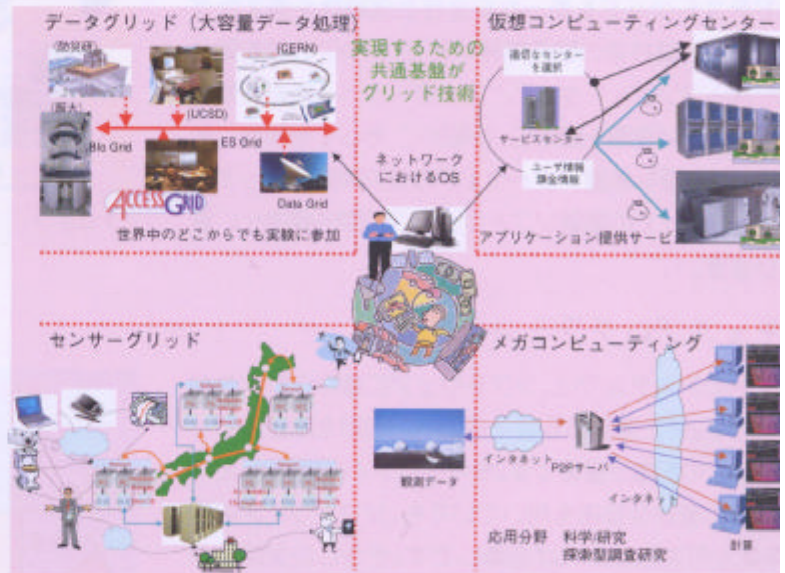 データグリッド（大容量データ処理）
(CERN)
(阪大)
(UCSD)
Bio Grid
ES Grid
Data Grid
ACCESS GRID
世界中のどこからでも実験に参加
実現するための
共通基盤が
グリッド技術
ネットワーク
におけるOS
仮想コンピューティングセンター
適切なセンター
を選択
サービスセンター
ユーザ情報
課金情報
アプリケーション提供サービス
センサーグリッド
メガコンピューティング
観測データ
インタネット
P2Pサーバ
インタネット
計算
応用分野 科学/研究
探索型調査研究